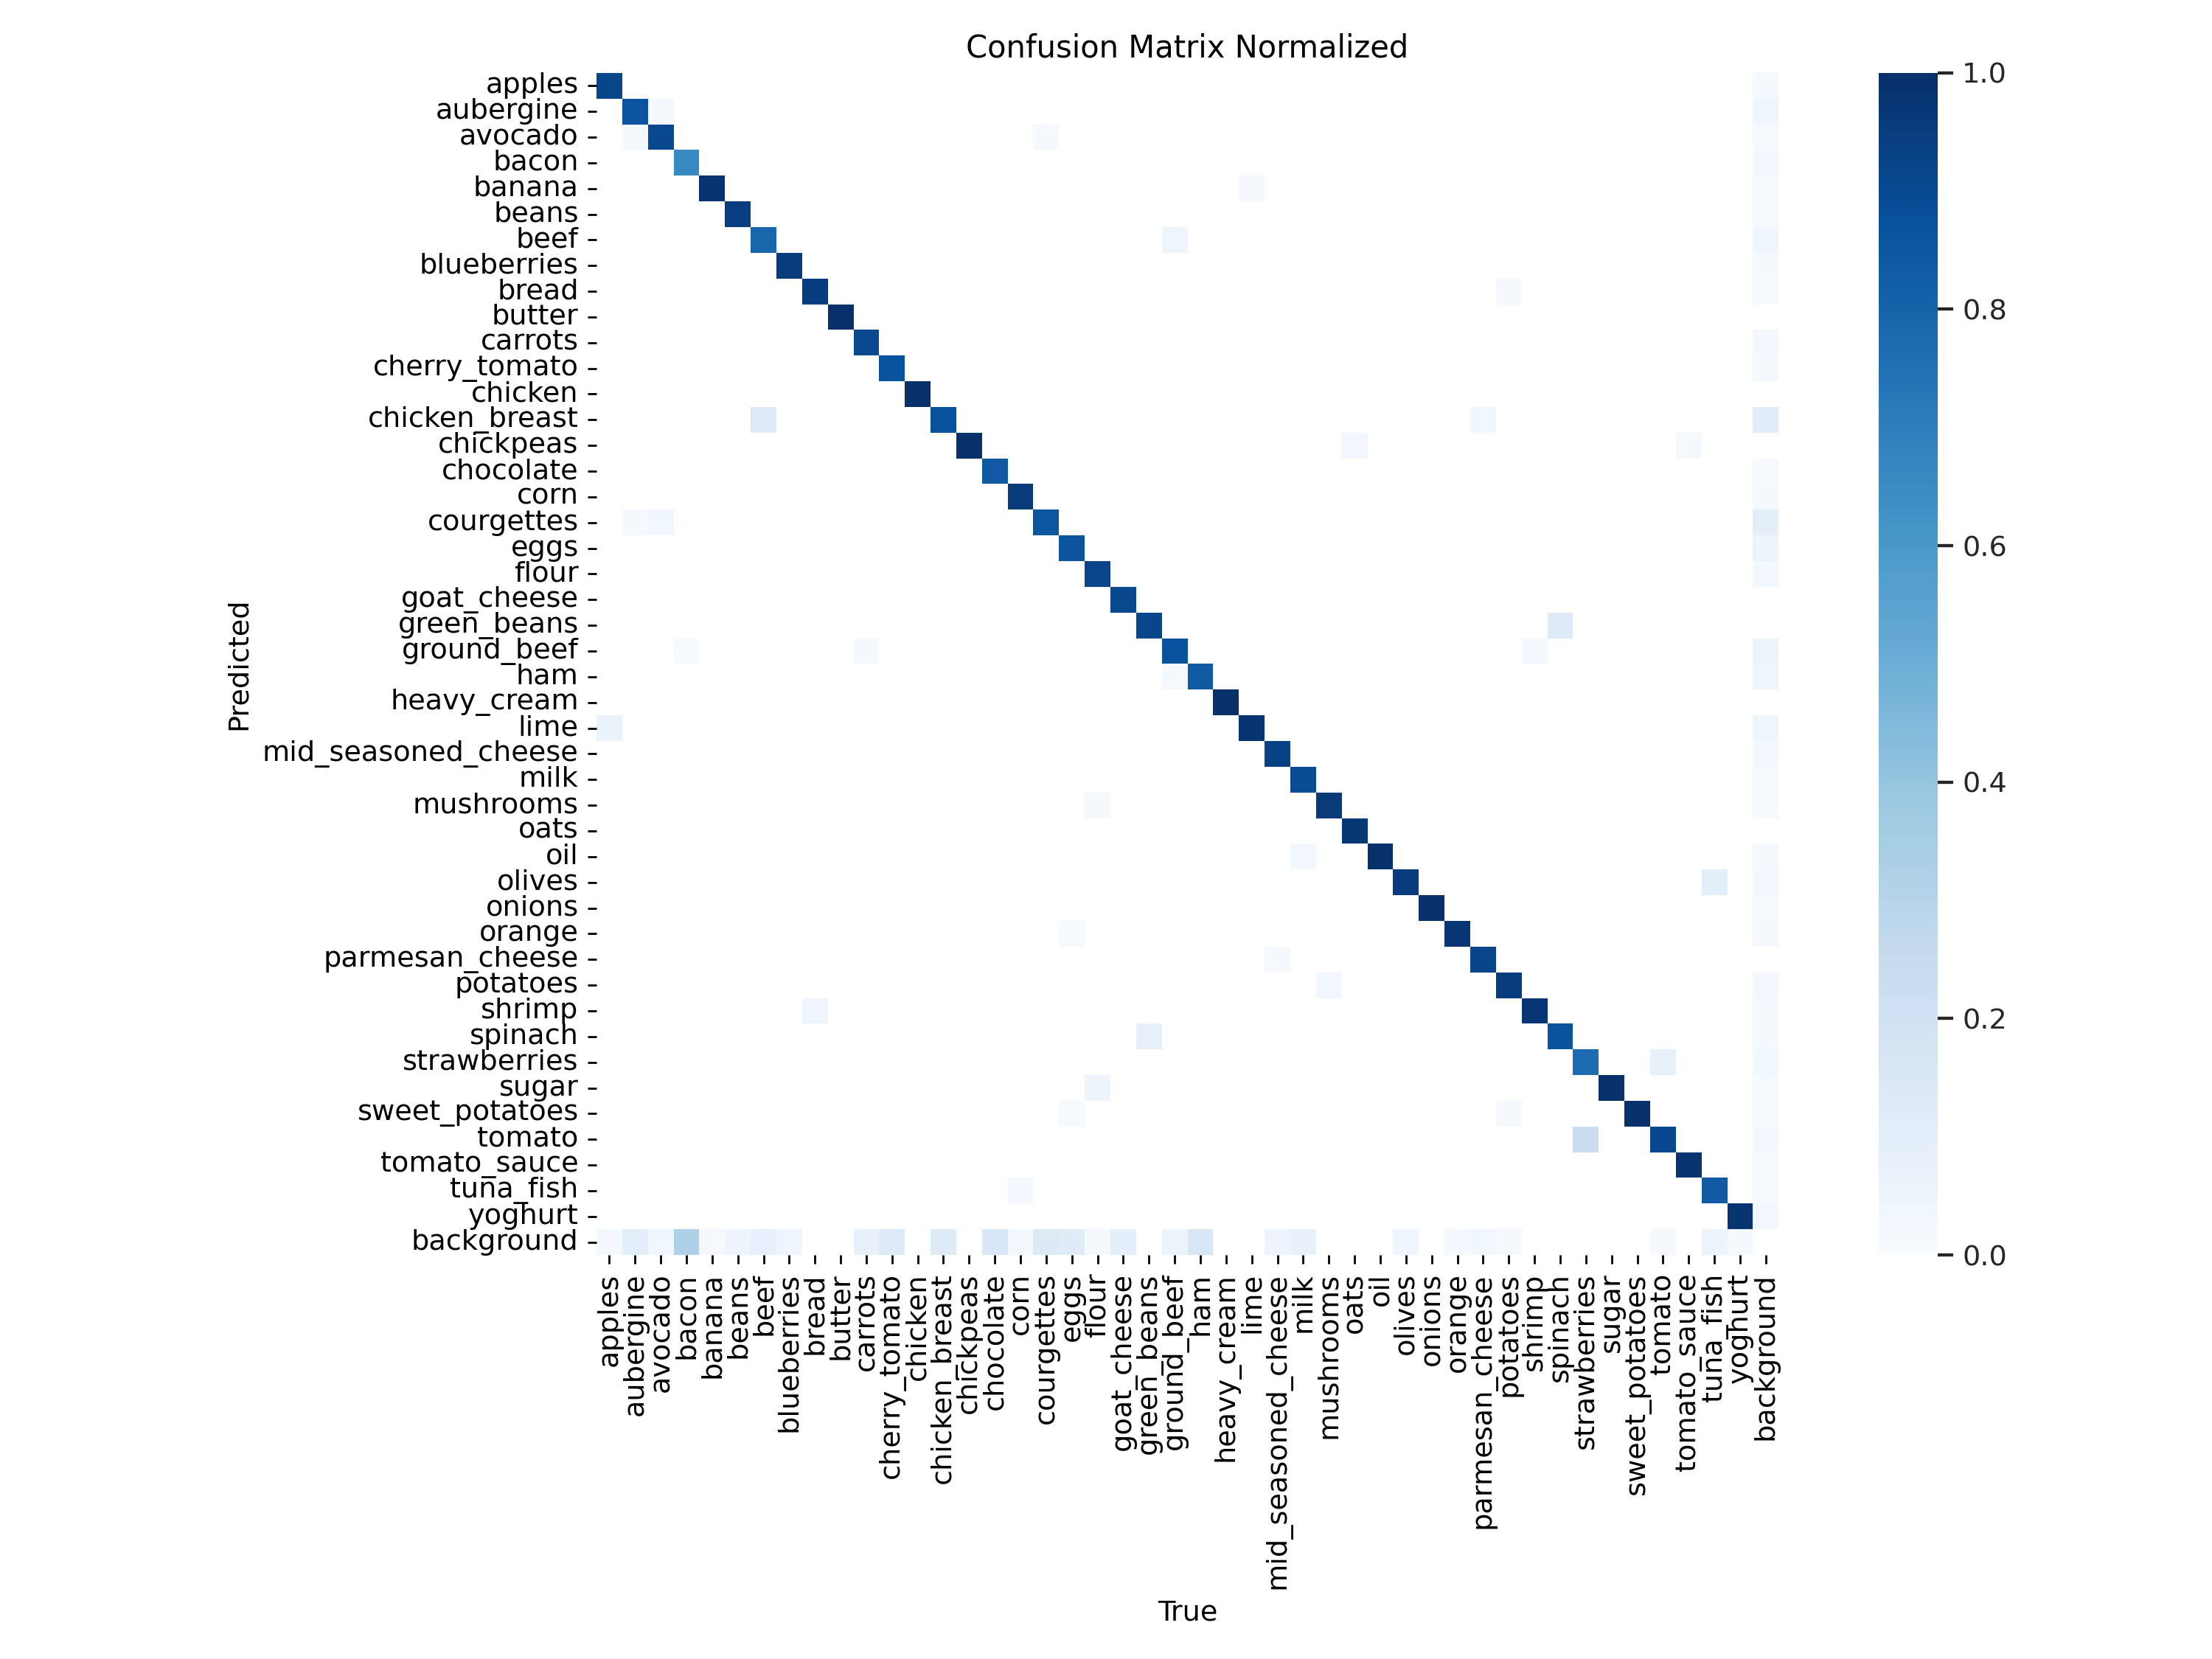 Confusion Matrix Normalized
apples
aubergine
avocado
bacon
banana
beans
beef
blueberries
bread
butter
carrots
cherry_tomato
chicken
chicken_breast
chickpeas
chocolate
corn
courgettes
eggs
flour
goat_cheese
green_beans
ground_beef
ham
heavy_cream
lime
mid_seasoned_cheese
milk
mushrooms
oats
oil
olives
onions
orange
parmesan_cheese
potatoes
shrimp
spinach
strawberries
sugar
sweet_potatoes
tomato
tomato_sauce
tuna_fish
yoghurt
background
Predicted
apples
aubergine
avocado
bacon
banana
beans
beef
blueberries
bread
butter
carrots
cherry_tomato
chicken
chicken_breast
chickpeas
chocolate
corn
courgettes
eggs
flour
goat_cheese
green_beans
ground_beef
ham
heavy_cream
lime
mid_seasoned_cheese
milk
mushrooms
oats
oil
olives
onions
orange
parmesan_cheese
potatoes
shrimp
spinach
strawberries
sugar
sweet_potatoes
tomato
tomato_sauce
tuna_fish
yoghurt
background
True
1.0
0.8
0.6
0.4
0.2
0.0